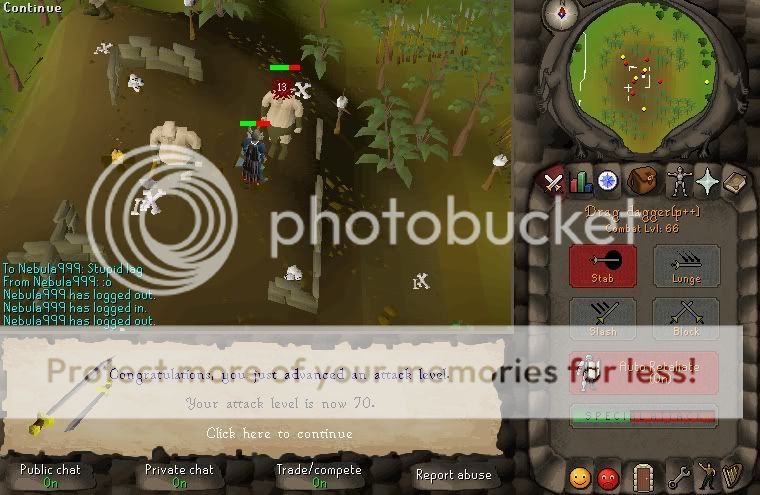 Continue
13
photobucket
Drag dagger(p++)
Combat Lvl: 66
Stab
Lunge
Slash
Block
To Nebula999: Stupid lag
From Nebula999: :o
Nebula999 has logged out.
Nebula999 has logged in.
Nebula999 has logged out.
Protect more of your memories for less!
Auto Retaliate
(On)
Congratulations, you just advanced an attack level.
Your attack level is now 70.
Click here to continue
SPECIAL ATTACK
Public chat
On
Private chat
On
Trade/compete
On
Report abuse